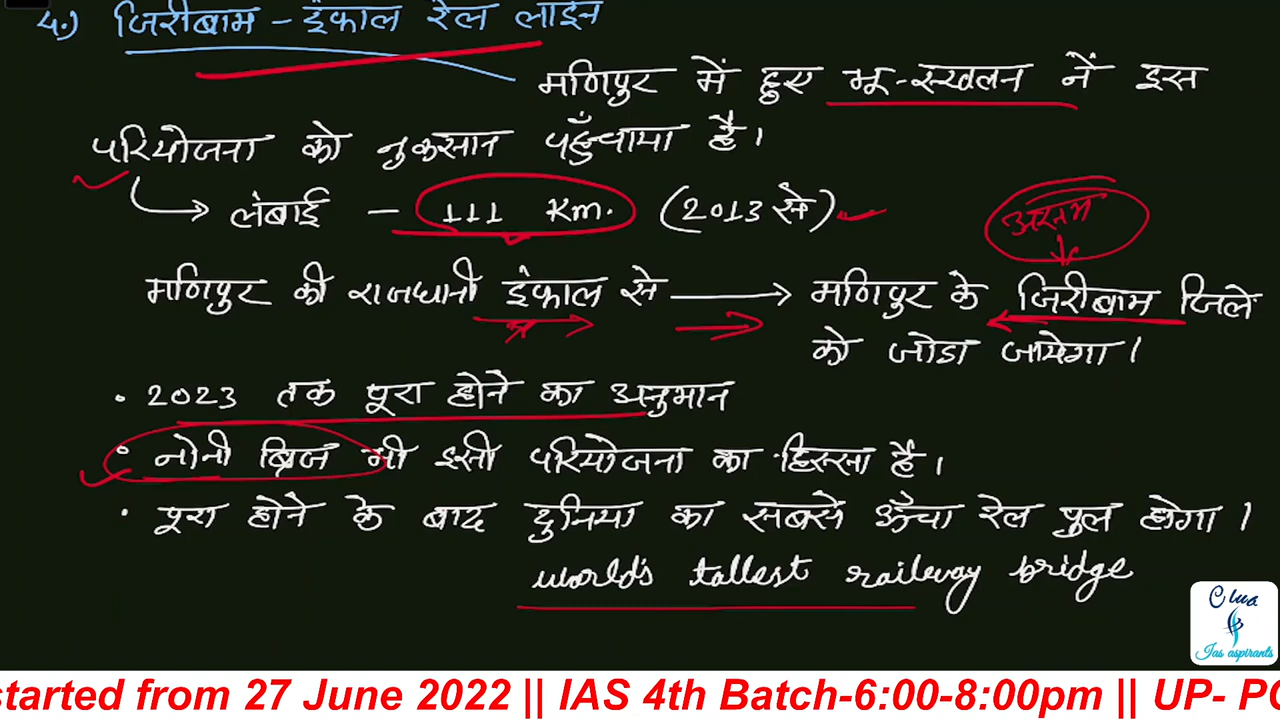 4.) जिरीबाम - इंफाल रेल लाइन
मणिपुर में हुए भू-स्खलन नें इस
परियोजना को नुकसान पहुँचाया है।
लंबाई - 111 Km. (2013 से)
असम
मणिपुर की राजधानी इंफाल से → मणिपुर के जिरीबाम जिले
को जोडा जायेगा।
• 2023 तक पूरा होने का अनुमान
• नोनी ब्रिज भी इसी परियोजना का हिस्सा है।
• पूरा होने के बाद दुनिया का सबसे ऊँचा रेल पुल होगा।
world's tallest railway bridge
Clue
Ias aspirants
started from 27 June 2022 || IAS 4th Batch-6:00-8:00pm || UP- PC